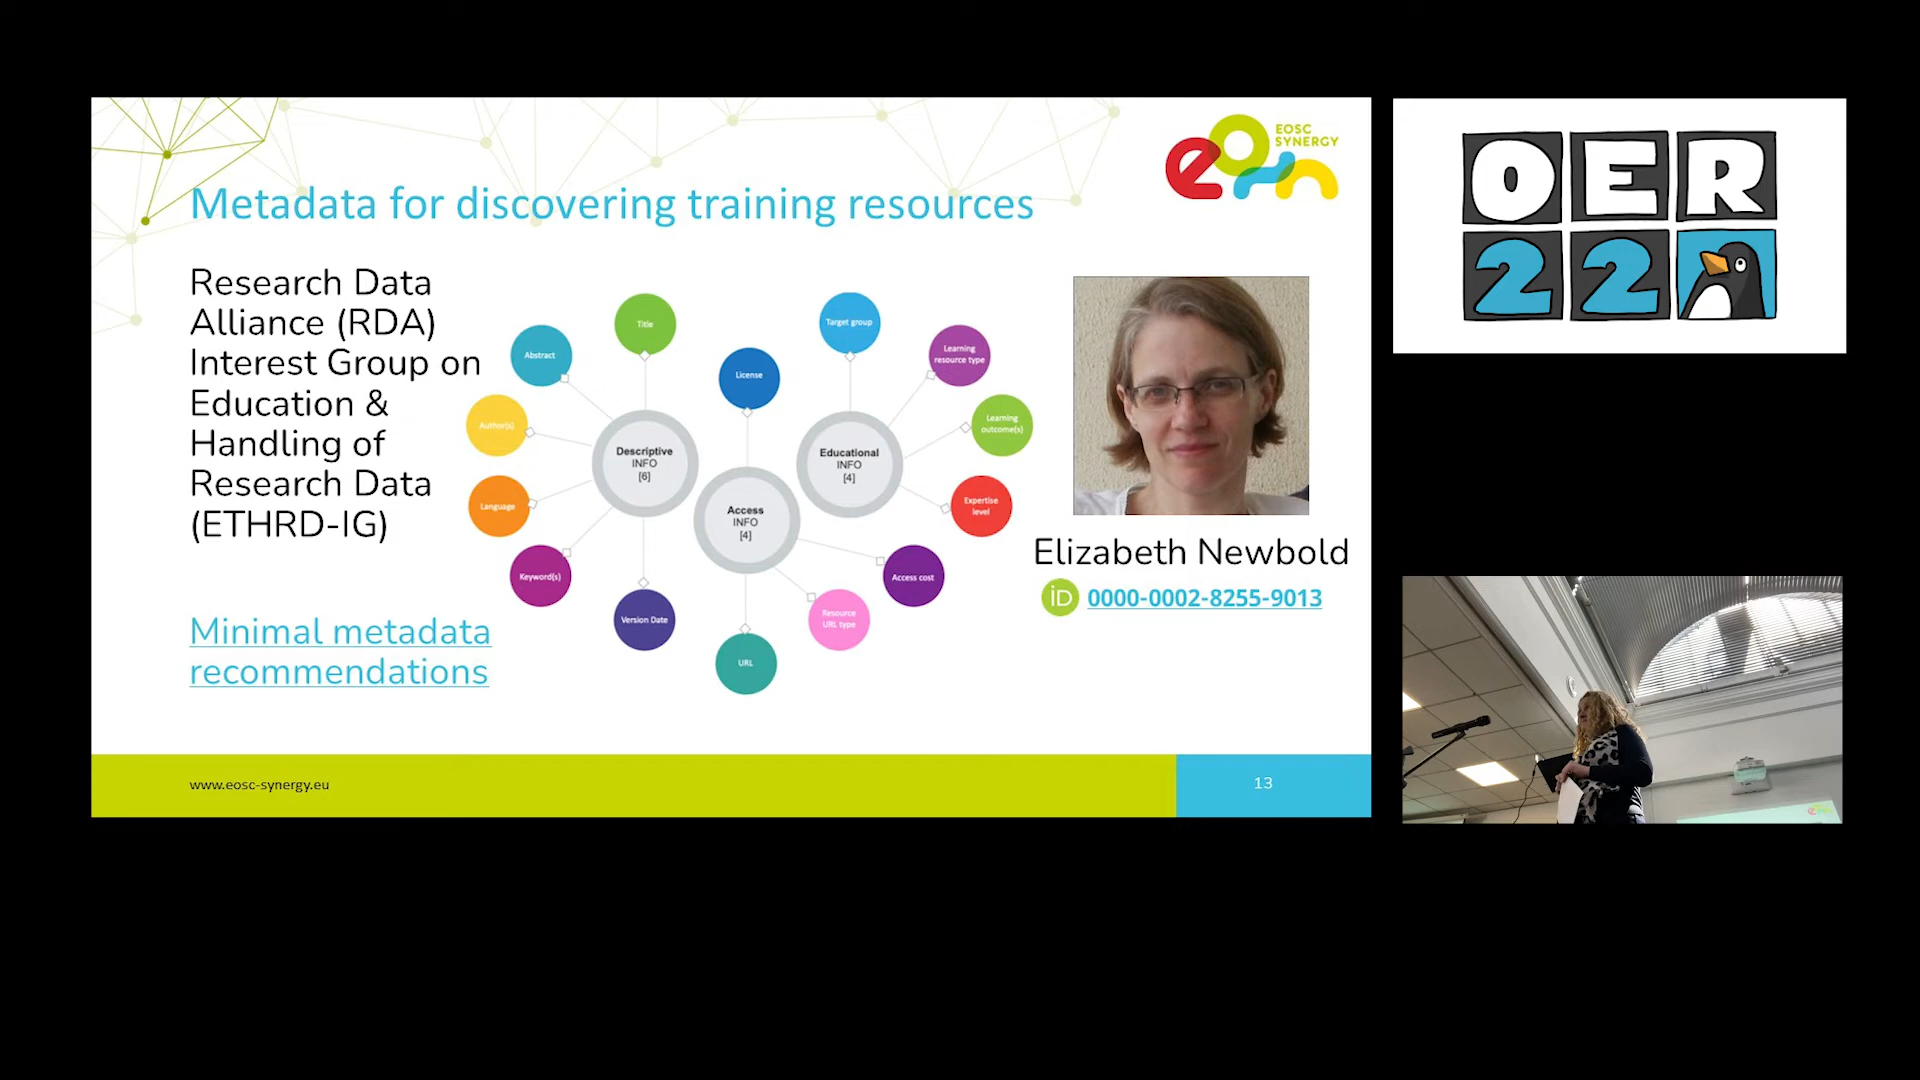 EOSC
SYNERGY
Metadata for discovering training resources
Research Data
Alliance (RDA)
Interest Group on
Education &
Handling of
Research Data
(ETHRD-IG)
Minimal metadata
recommendations
Title
Abstract
Author(s)
Language
Keyword(s)
Version Date
Descriptive
INFO
[6]
License
Access
INFO
[4]
URL
Resource
URL type
Access cost
Target group
Learning
resource type
Learning
outcome(s)
Expertise
level
Educational
INFO
[4]
Elizabeth Newbold
iD 0000-0002-8255-9013
www.eosc-synergy.eu
13
OER
22